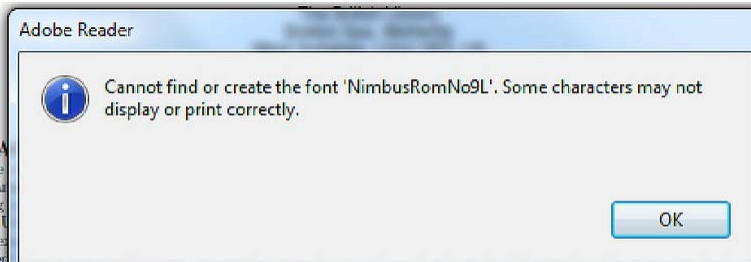 Adobe Reader
Cannot find or create the font 'NimbusRomNo9L'. Some characters may not
display or print correctly.
OK